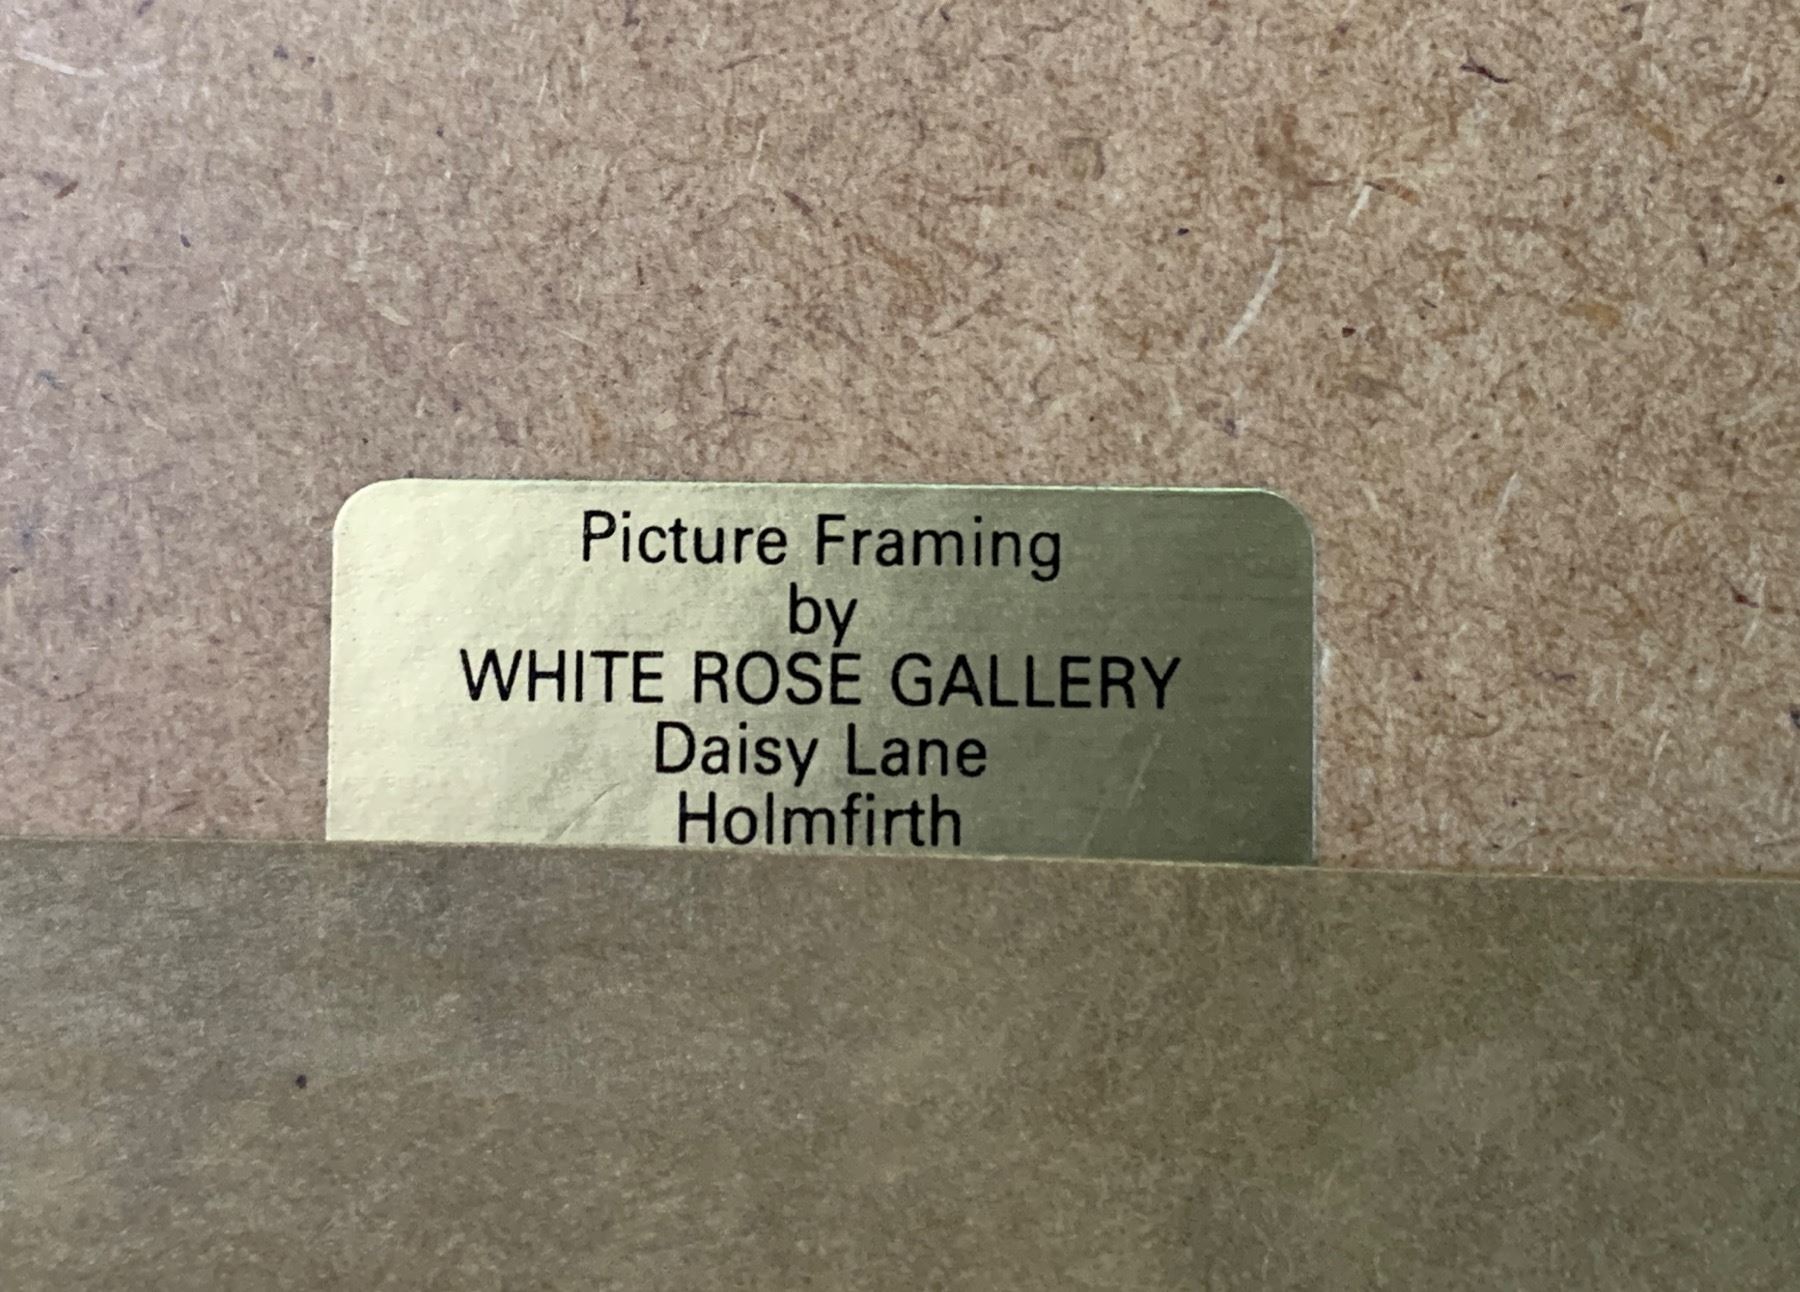 Picture Framing
by
WHITE ROSE GALLERY
Daisy Lane
Holmfirth